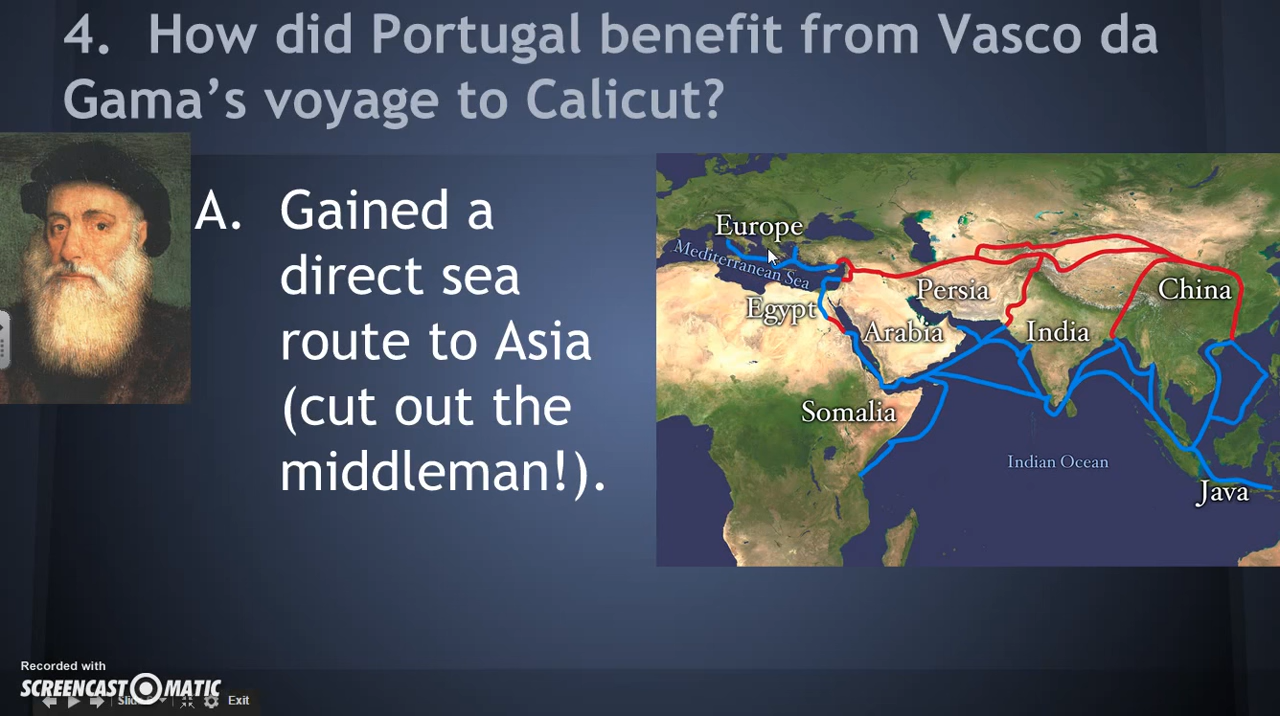 4. How did Portugal benefit from Vasco da
Gama's voyage to Calicut?
A. Gained a
direct sea
route to Asia
(cut out the
middleman!).
Europe
Mediterranean Sea
Egypt
Arabia
Persia
India
China
Somalia
Indian Ocean
Java
Recorded with
SCREENCAST MATIC
Exit